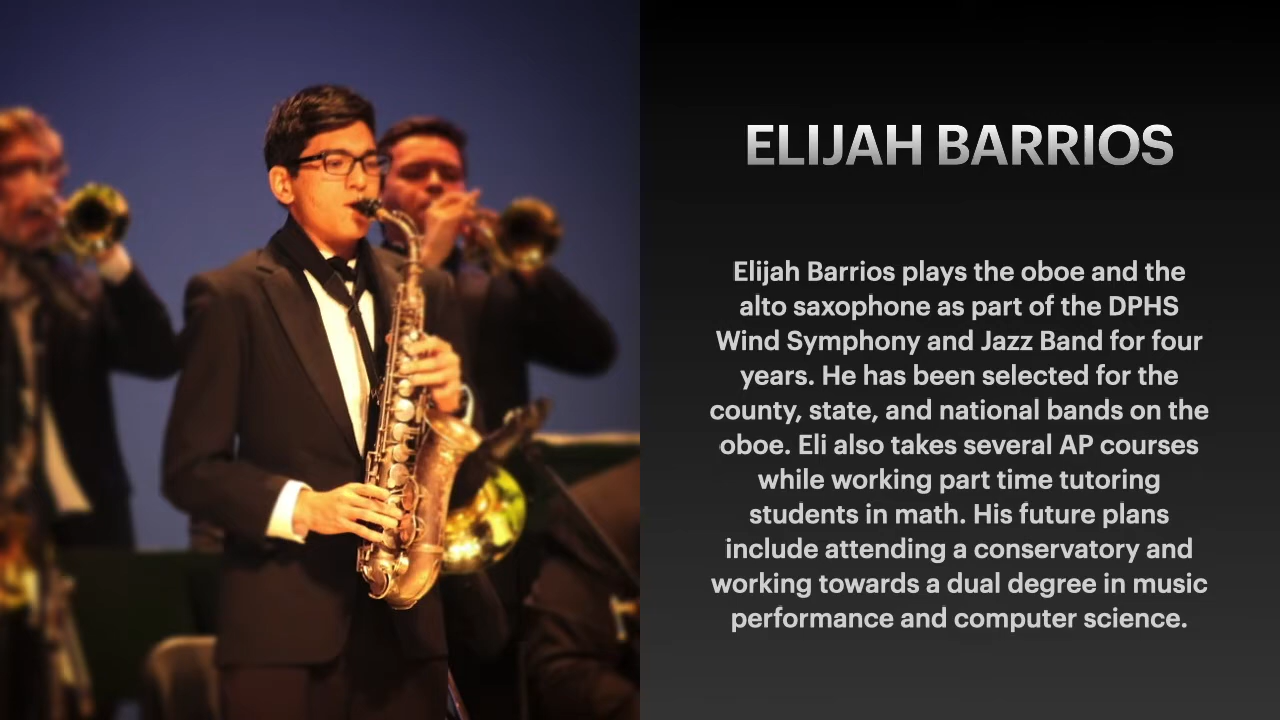 ELIJAH BARRIOS
Elijah Barrios plays the oboe and the
alto saxophone as part of the DPHS
Wind Symphony and Jazz Band for four
years. He has been selected for the
county, state, and national bands on the
oboe. Eli also takes several AP courses
while working part time tutoring
students in math. His future plans
include attending a conservatory and
working towards a dual degree in music
performance and computer science.